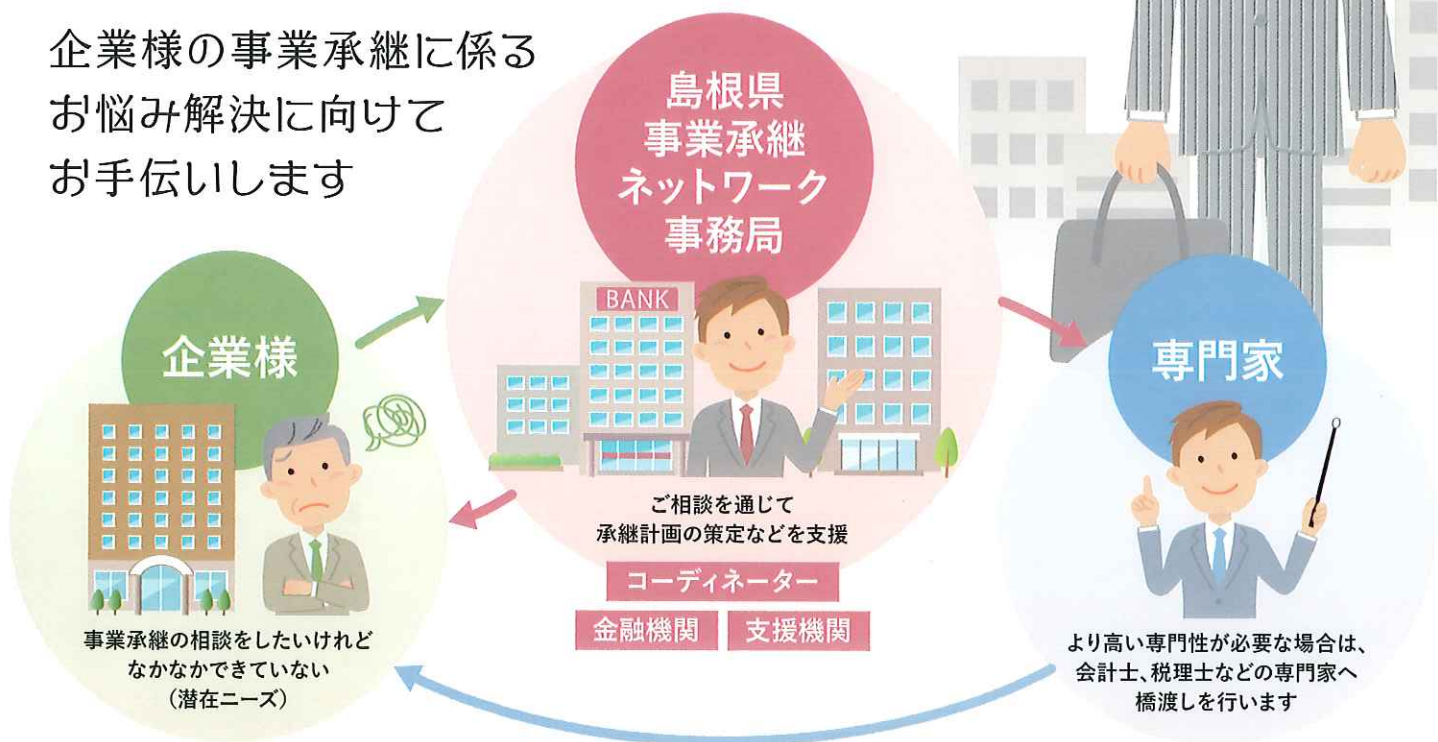 企業様の事業承継に係る
お悩み解決に向けて
お手伝いします
島根県
事業承継
ネットワーク
事務局
企業様
BANK
専門家
ご相談を通じて
承継計画の策定などを支援
コーディネーター
金融機関
支援機関
事業承継の相談をしたいけれど
なかなかできていない
(潜在ニーズ)
より高い専門性が必要な場合は、
会計士、税理士などの専門家へ
橋渡しを行います